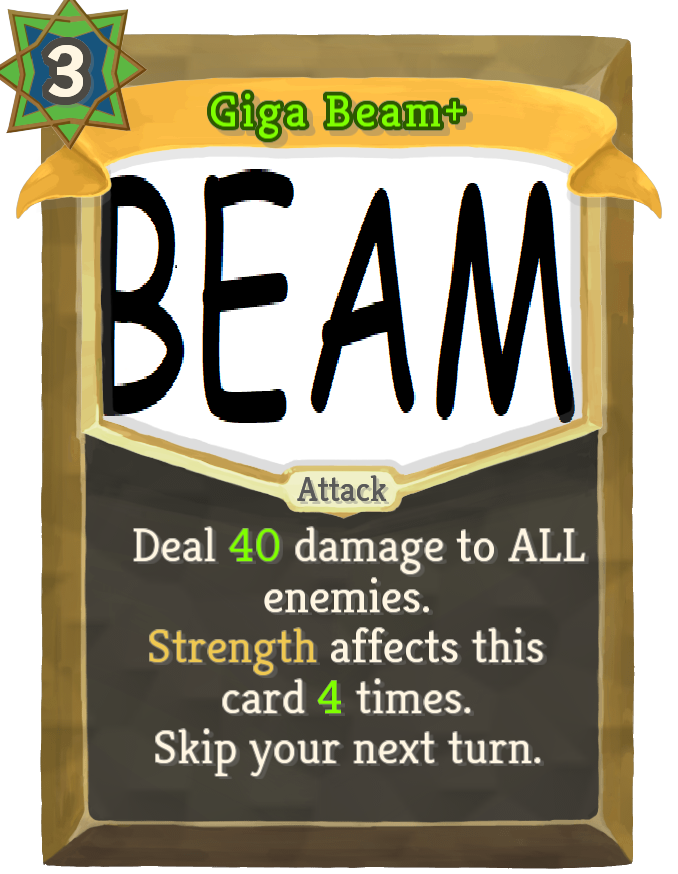 3
Giga Beam+
BEAM
Attack
Deal 40 damage to ALL
enemies.
Strength affects this
card 4 times.
Skip your next turn.